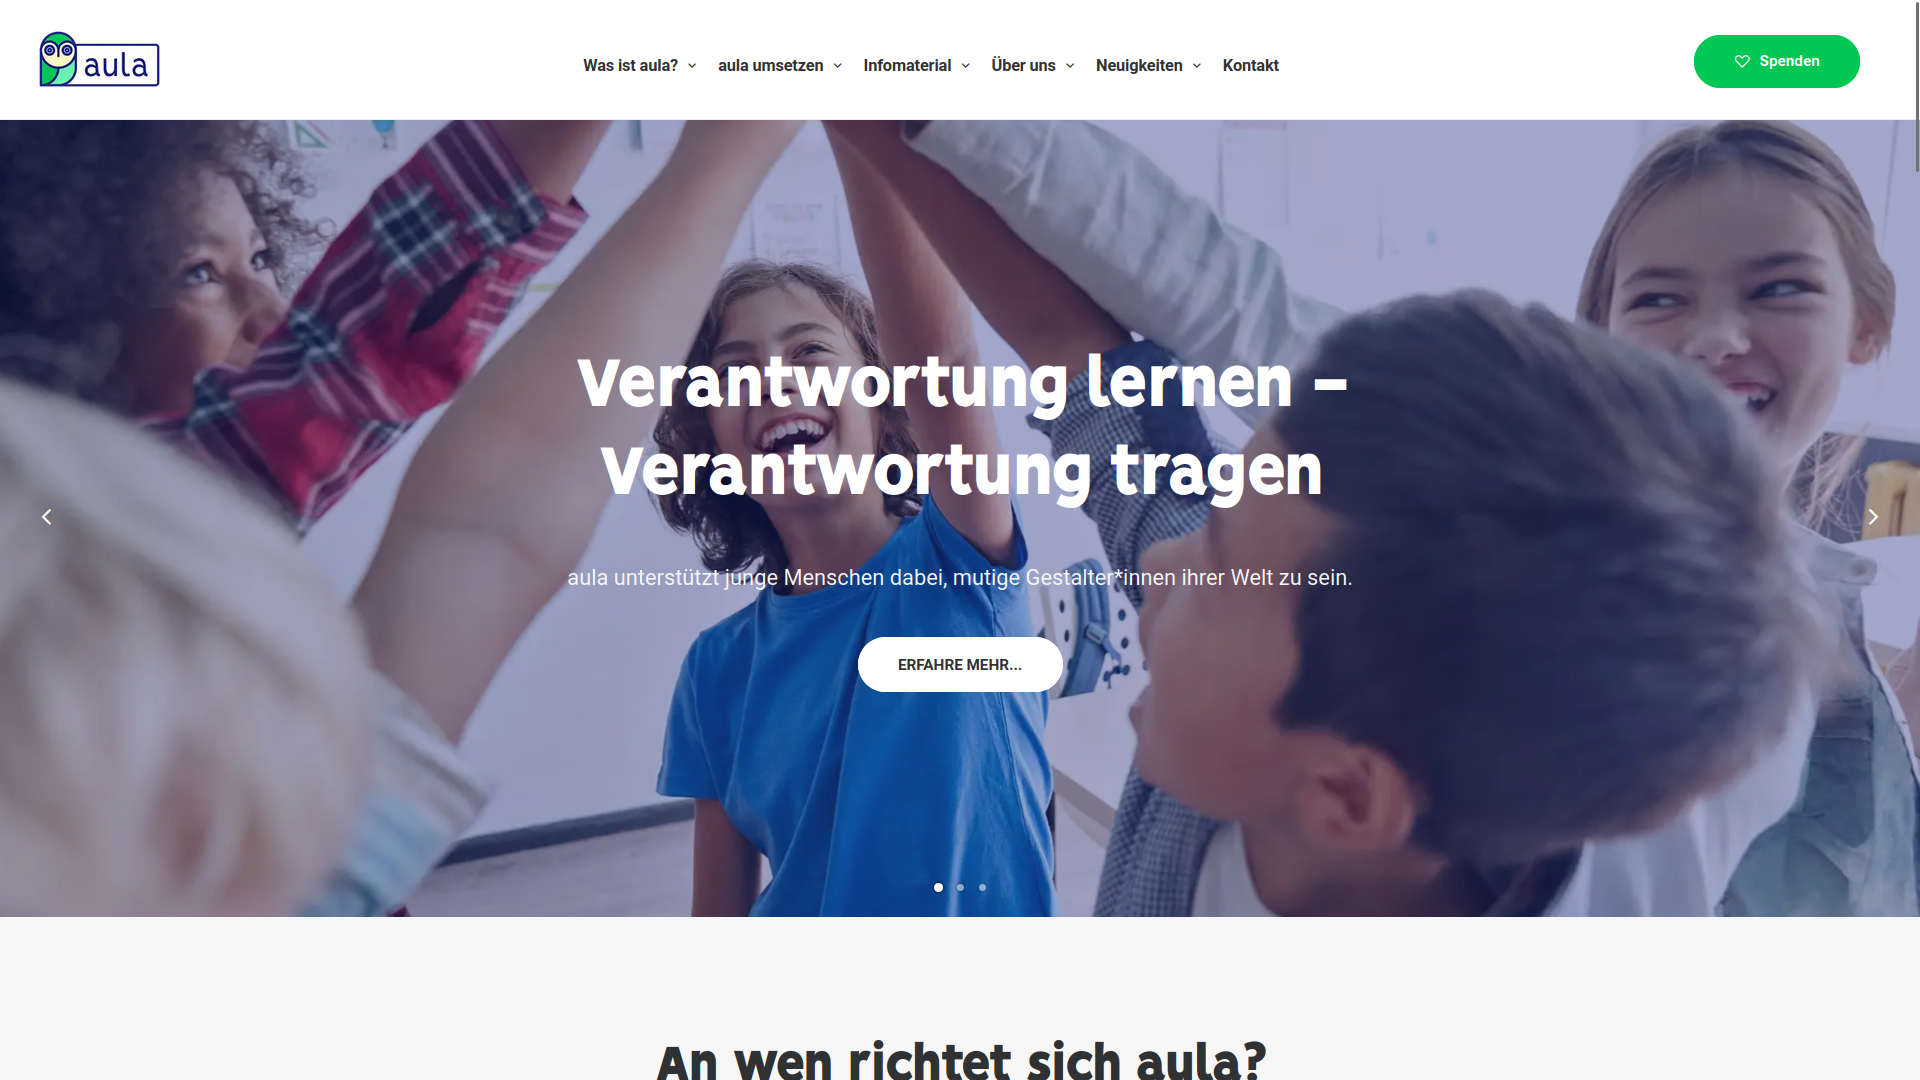 aula
Was ist aula?
aula umsetzen
Infomaterial
Über uns
Neuigkeiten
Kontakt
Spenden
Verantwortung lernen –
Verantwortung tragen
aula unterstützt junge Menschen dabei, mutige Gestalter*innen ihrer Welt zu sein.
ERFAHRE MEHR...
An wen richtet sich aula?